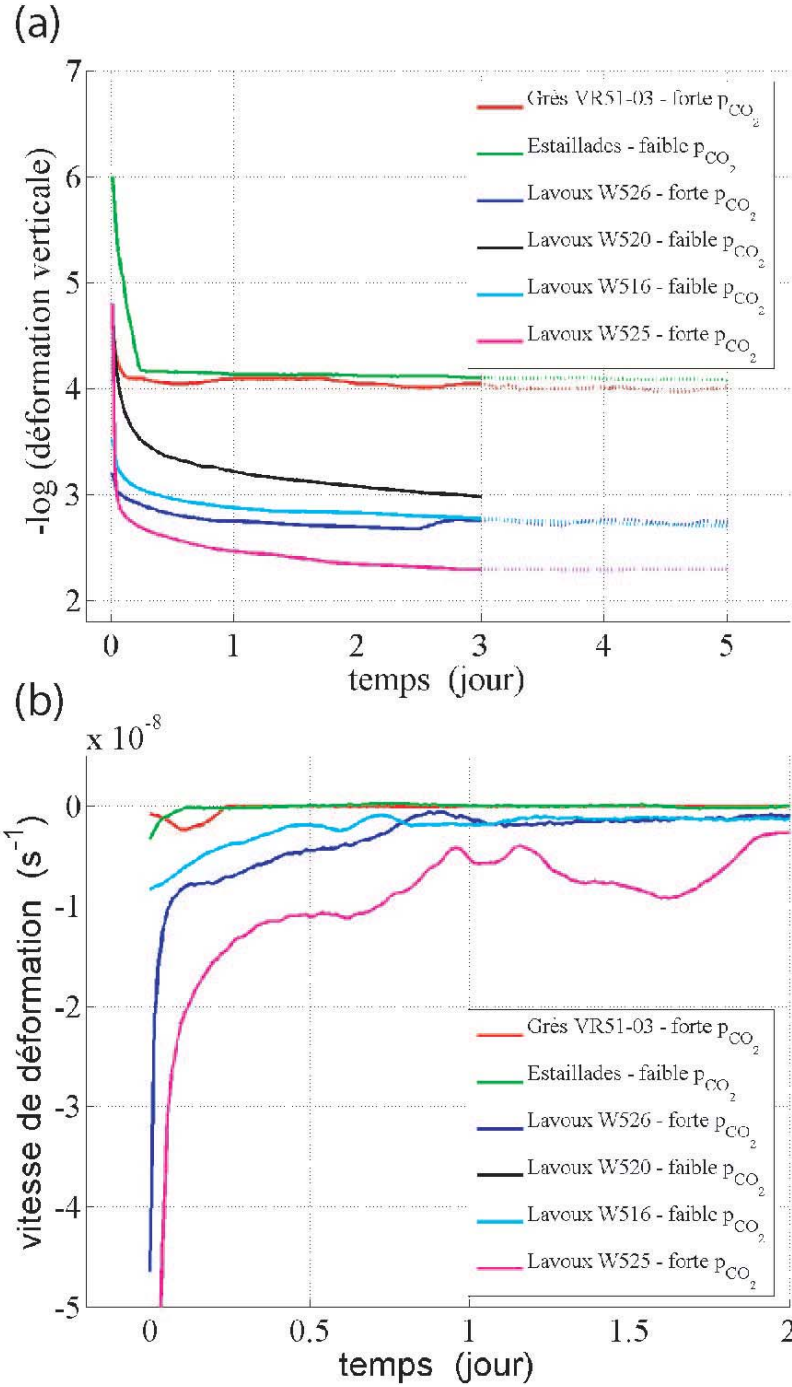 (a)
7
6
5
4
3
2
-log (déformation verticale)
Grès VR51-03 - forte pCO2
Estaillades - faible pCO2
Lavoux W526 - forte pCO2
Lavoux W520 - faible pCO2
Lavoux W516 - faible pCO2
Lavoux W525 - forte pCO2
0 1 2 3 4 5
temps (jour)
(b)
x 10-8
0
-1
-2
-3
-4
-5
vitesse de déformation (s-1)
Grès VR51-03 - forte pCO2
Estaillades - faible pCO2
Lavoux W526 - forte pCO2
Lavoux W520 - faible pCO2
Lavoux W516 - faible pCO2
Lavoux W525 - forte pCO2
0 0.5 1 1.5 2
temps (jour)